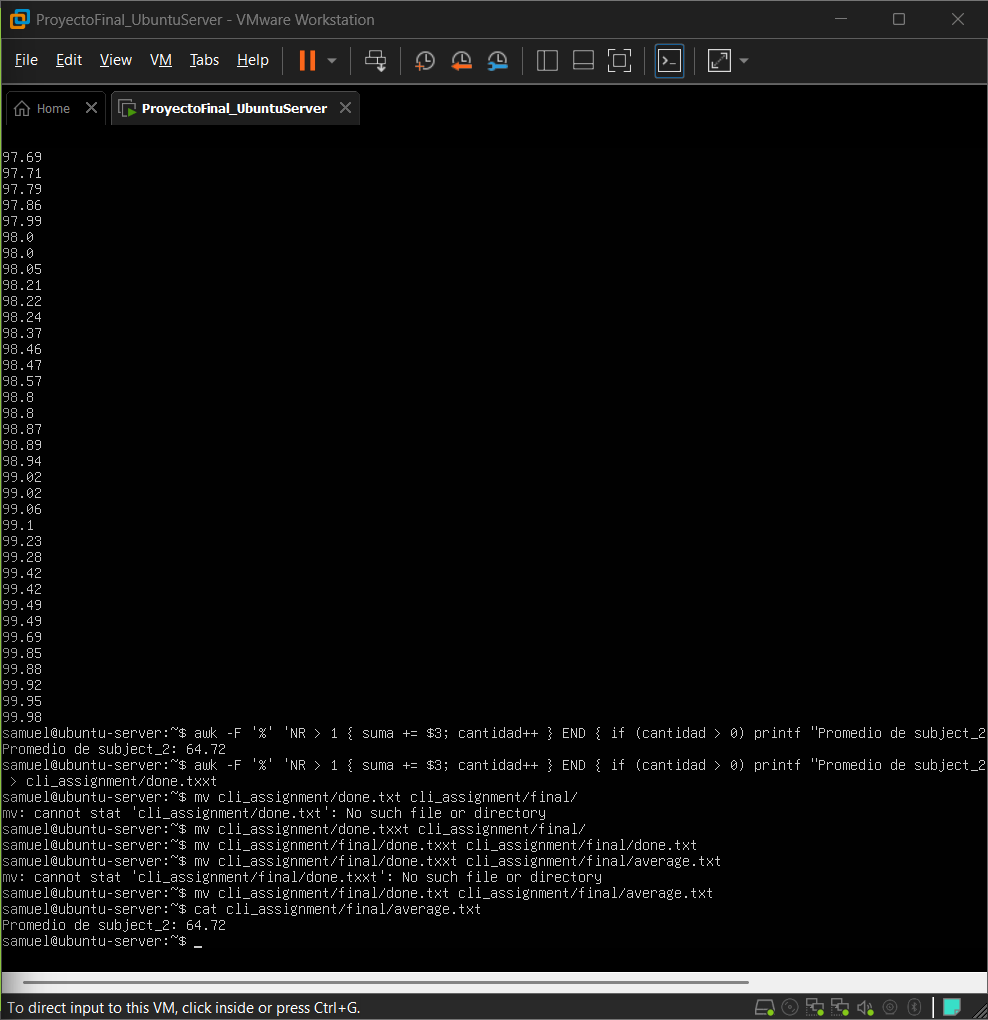 ProyectoFinal_UbuntuServer - VMware Workstation
File Edit View VM Tabs Help
Home ProyectoFinal_UbuntuServer
97.69
97.71
97.79
97.86
97.99
98.0
98.0
98.05
98.21
98.22
98.24
98.37
98.46
98.47
98.57
98.8
98.8
98.87
98.89
98.94
99.02
99.02
99.06
99.1
99.23
99.28
99.42
99.42
99.49
99.49
99.69
99.85
99.88
99.92
99.95
99.98
samuel@ubuntu-server:~$ awk -F '%' 'NR > 1 { suma += $3; cantidad++ } END { if (cantidad > 0) printf "Promedio de subject_2
Promedio de subject_2: 64.72
samuel@ubuntu-server:~$ awk -F '%' 'NR > 1 { suma += $3; cantidad++ } END { if (cantidad > 0) printf "Promedio de subject_2
> cli_assignment/done.txxt
samuel@ubuntu-server:~$ mv cli_assignment/done.txt cli_assignment/final/
mv: cannot stat 'cli_assignment/done.txt': No such file or directory
samuel@ubuntu-server:~$ mv cli_assignment/done.txxt cli_assignment/final/
samuel@ubuntu-server:~$ mv cli_assignment/final/done.txxt cli_assignment/final/done.txt
samuel@ubuntu-server:~$ mv cli_assignment/final/done.txxt cli_assignment/final/average.txt
mv: cannot stat 'cli_assignment/final/done.txxt': No such file or directory
samuel@ubuntu-server:~$ mv cli_assignment/final/done.txt cli_assignment/final/average.txt
samuel@ubuntu-server:~$ cat cli_assignment/final/average.txt
Promedio de subject_2: 64.72
samuel@ubuntu-server:~$ _
To direct input to this VM, click inside or press Ctrl+G.